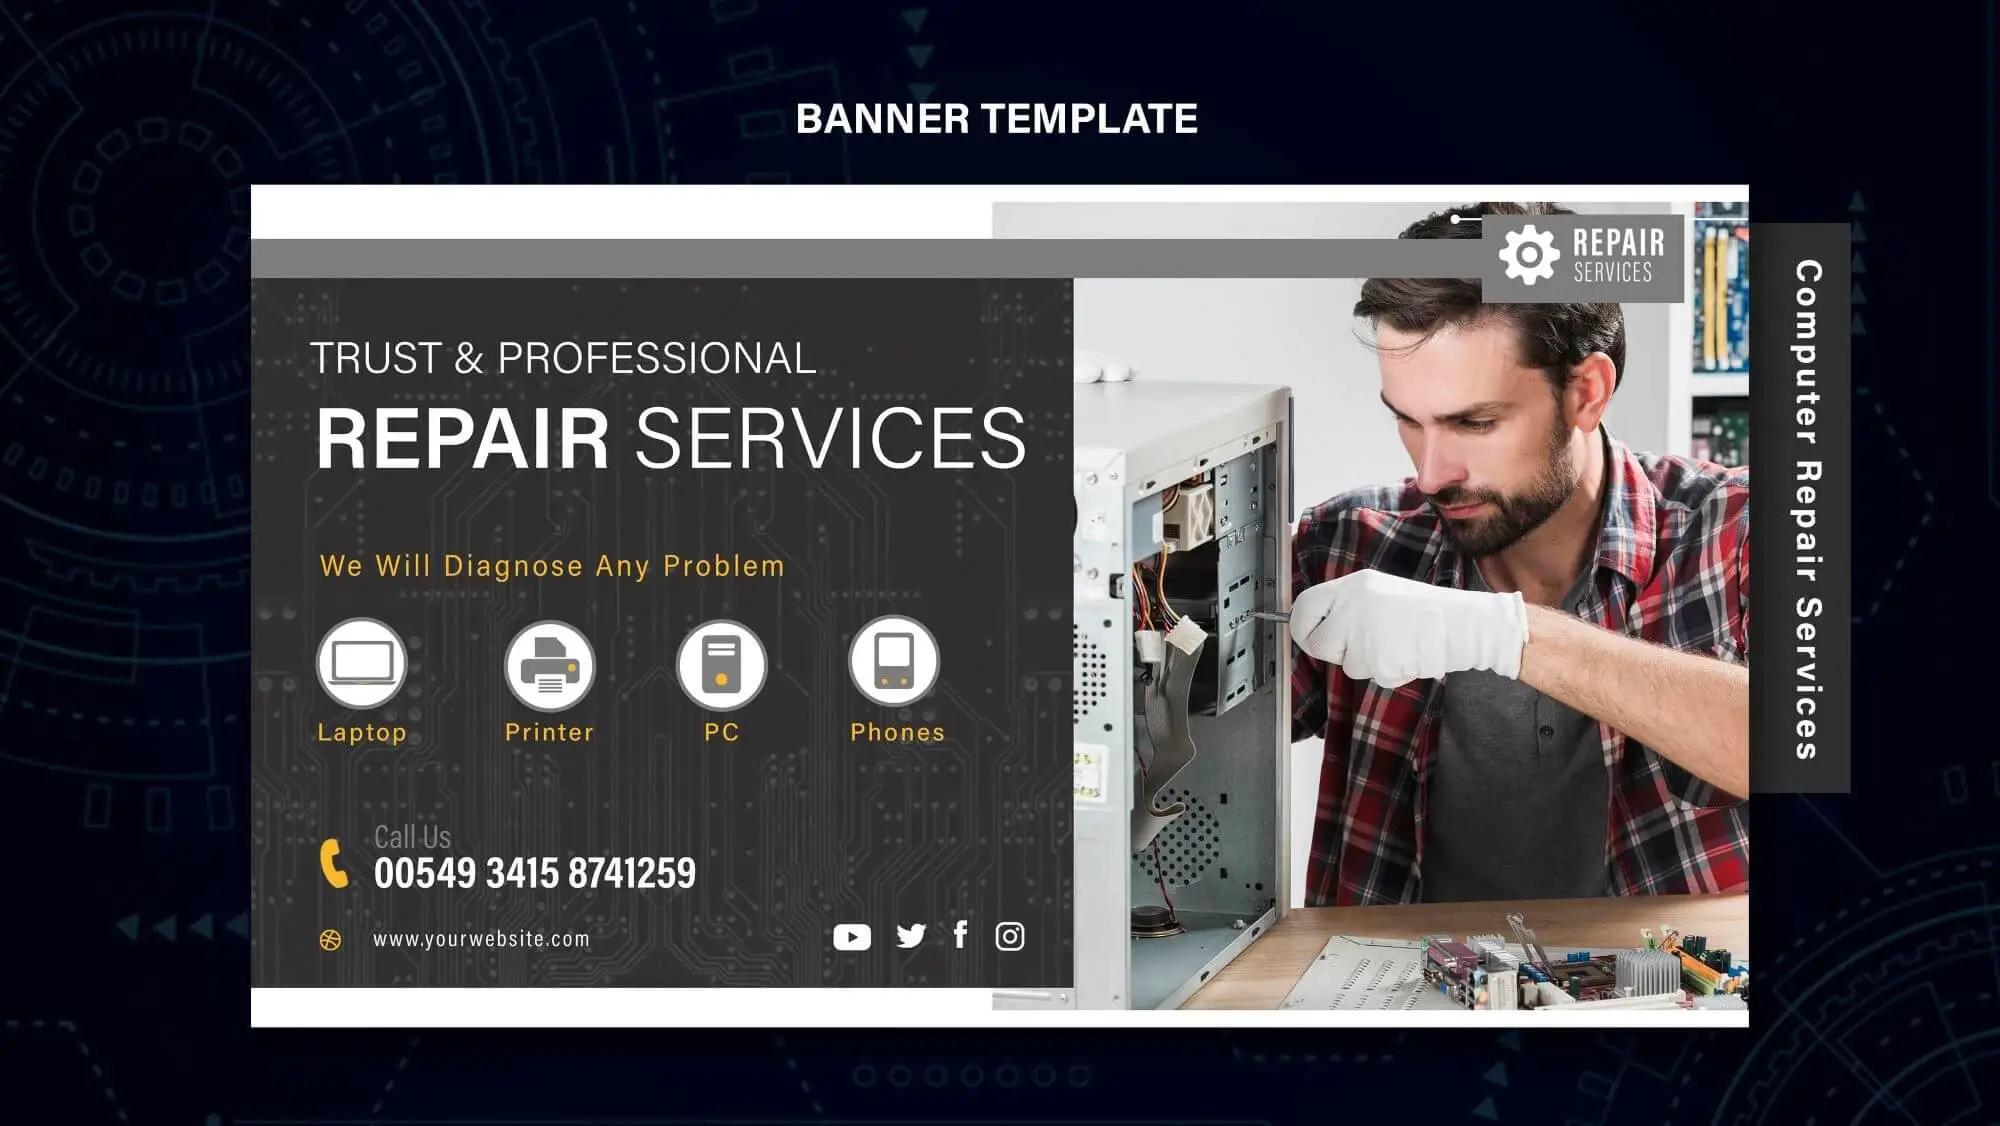 BANNER TEMPLATE
REPAIR
SERVICES
TRUST & PROFESSIONAL
REPAIR SERVICES
We Will Diagnose Any Problem
Laptop
Printer
PC
Phones
Call Us
00549 3415 8741259
www.yourwebsite.com
Computer Repair Services